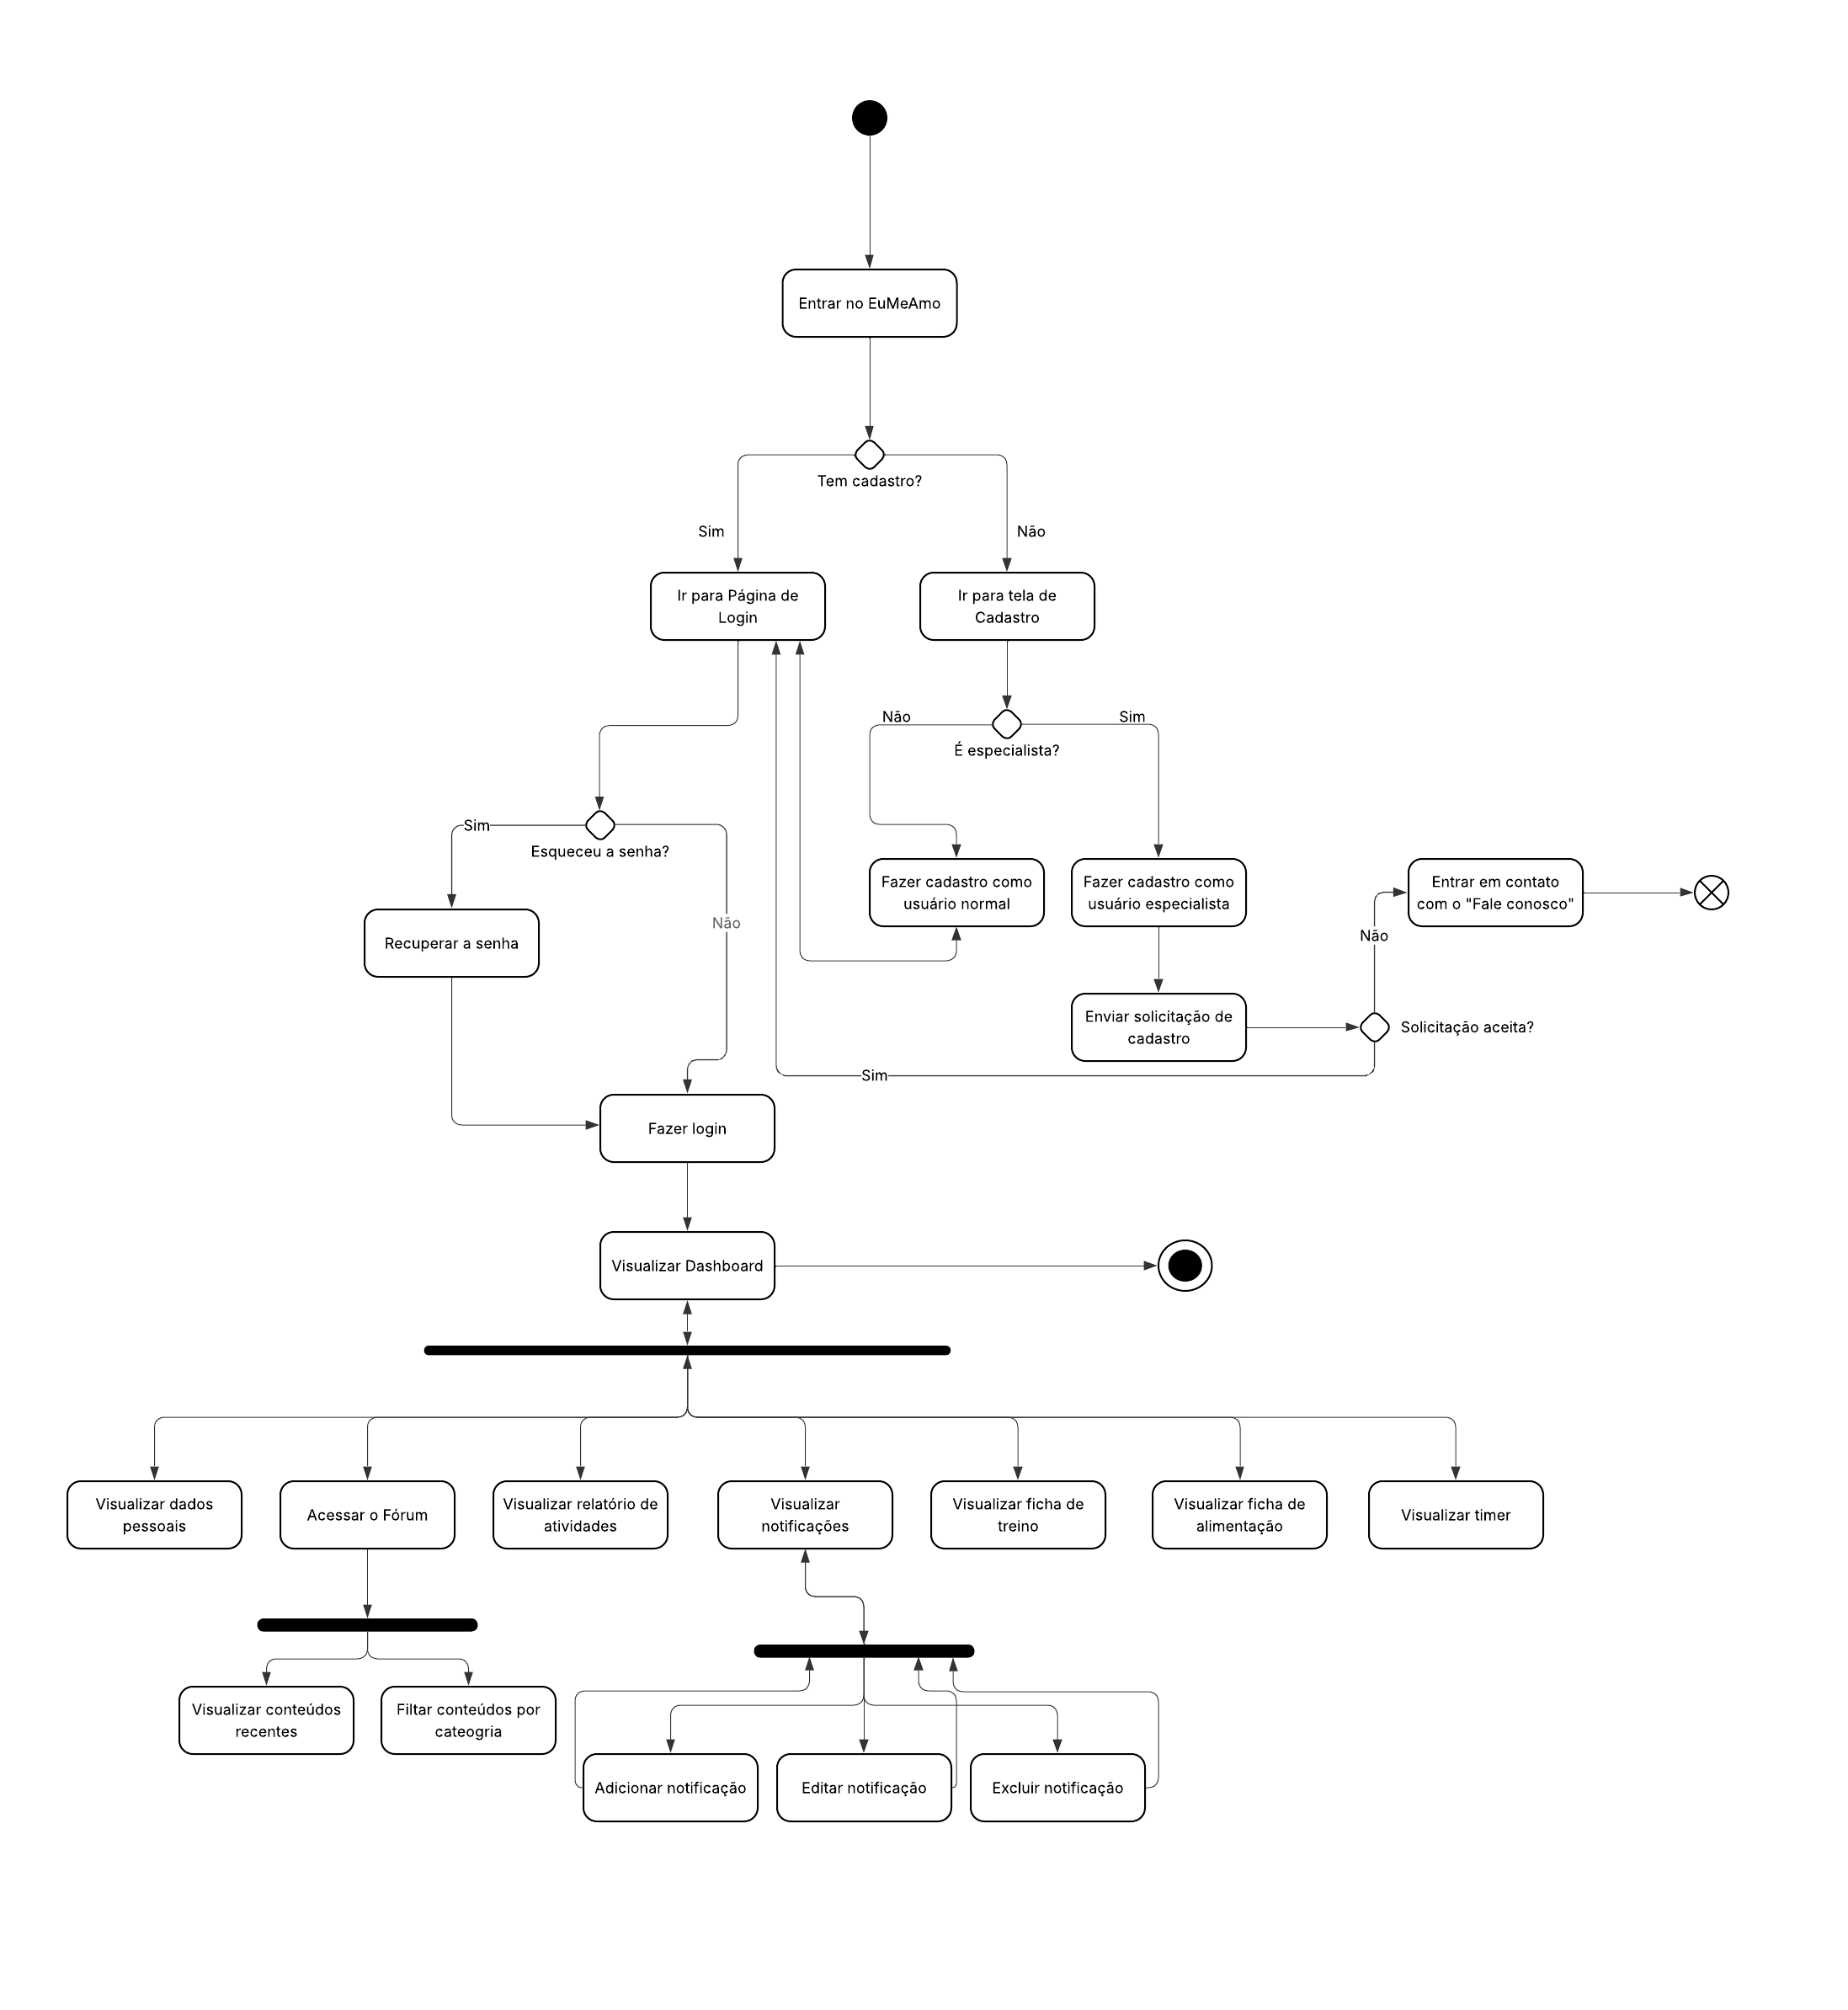 Entrar no EuMeAmo
Tem cadastro?
Sim
Não
Ir para Página de
Login
Ir para tela de
Cadastro
Não
Sim
É especialista?
Sim
Esqueceu a senha?
Fazer cadastro como
usuário normal
Fazer cadastro como
usuário especialista
Entrar em contato
com o "Fale conosco"
Não
Não
Recuperar a senha
Enviar solicitação de
cadastro
Solicitação aceita?
Sim
Fazer login
Visualizar Dashboard
Visualizar dados
pessoais
Acessar o Fórum
Visualizar relatório de
atividades
Visualizar
notificações
Visualizar ficha de
treino
Visualizar ficha de
alimentação
Visualizar timer
Visualizar conteúdos
recentes
Filtar conteúdos por
cateogria
Adicionar notificação
Editar notificação
Excluir notificação